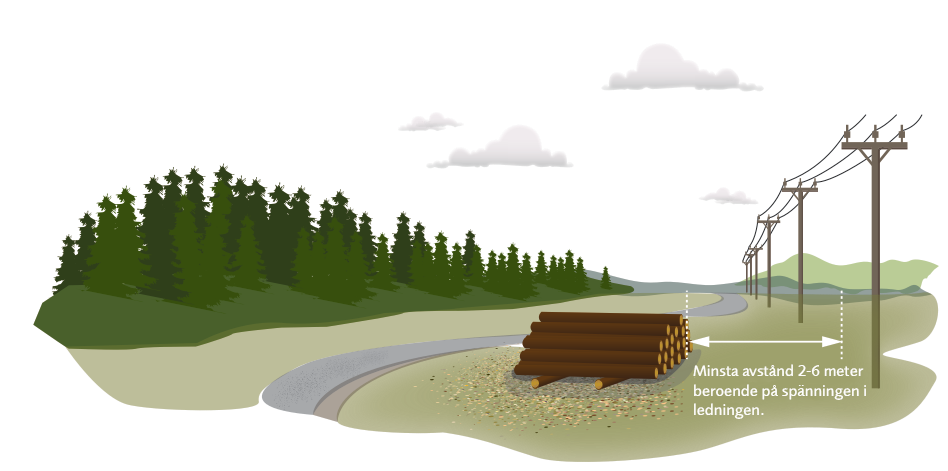 Minsta avstånd 2-6 meter
beroende på spänningen i
ledningen.